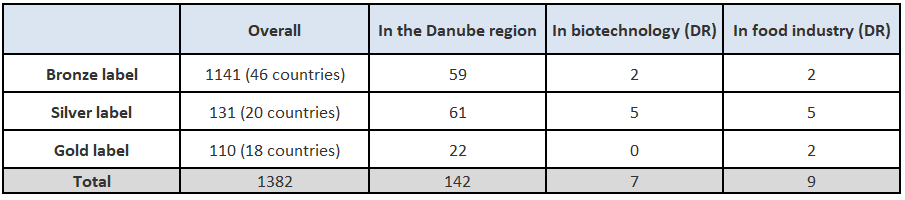 Overall In the Danube region In biotechnology (DR) In food industry (DR)
Bronze label 1141 (46 countries) 59 2 2
Silver label 131 (20 countries) 61 5 5
Gold label 110 (18 countries) 22 0 2
Total 1382 142 7 9